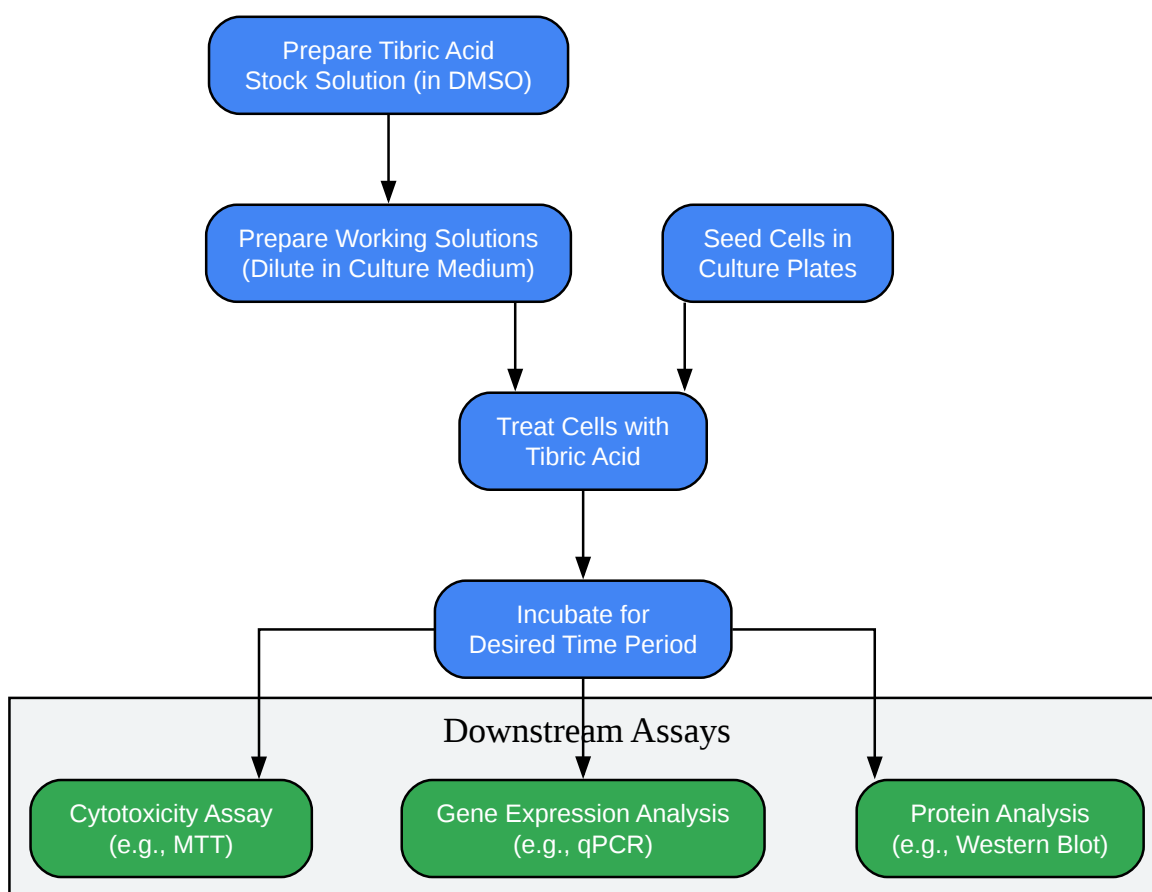 Prepare Tibric Acid
Stock Solution (in DMSO)
Prepare Working Solutions
(Dilute in Culture Medium)
Seed Cells in
Culture Plates
Treat Cells with
Tibric Acid
Incubate for
Desired Time Period
Downstream Assays
Cytotoxicity Assay
(e.g., MTT)
Gene Expression Analysis
(e.g., qPCR)
Protein Analysis
(e.g., Western Blot)